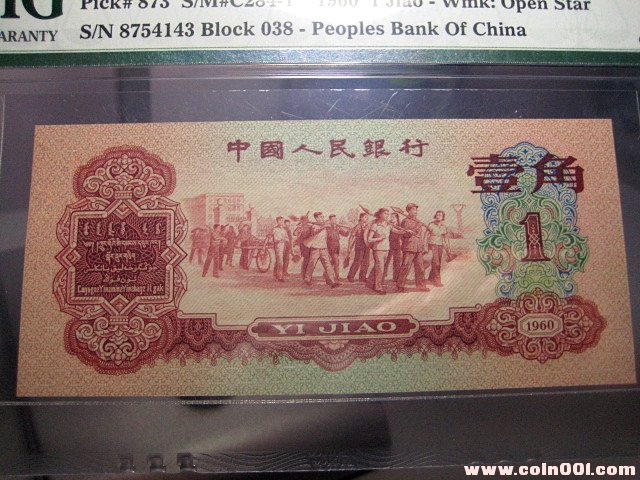 Pick# 873 S/M#C284-1 1960 1 Jiao - Wmk: Open Star
S/N 8754143 Block 038 - Peoples Bank Of China
中國人民銀行
壹角
1
YI JIAO
1960
www.coin001.com